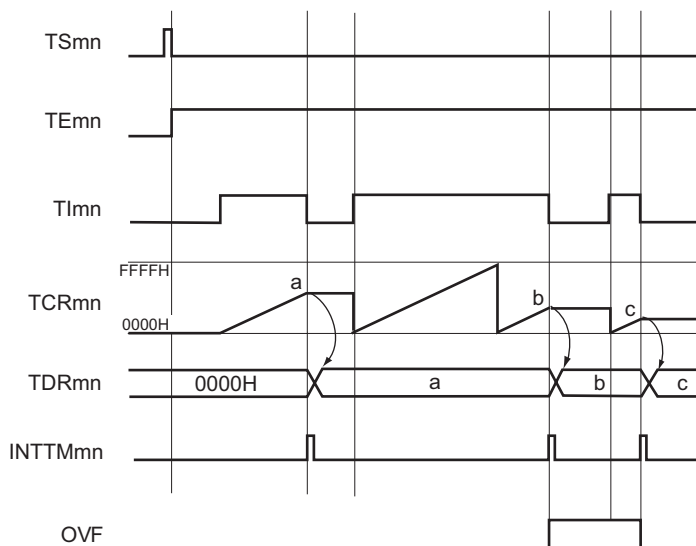 TSmn
TEmn
TImn
FFFFH
a
b
c
TCRmn
0000H
TDRmn
0000H
a
b
c
INTTMmn
OVF